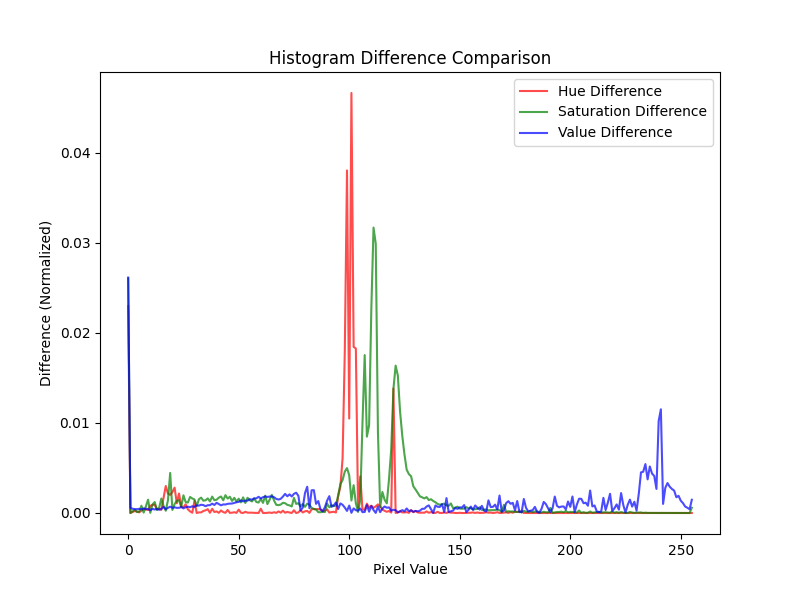 Histogram Difference Comparison
Hue Difference
Saturation Difference
Value Difference
Difference (Normalized)
0.04
0.03
0.02
0.01
0.00
0 50 100 150 200 250
Pixel Value